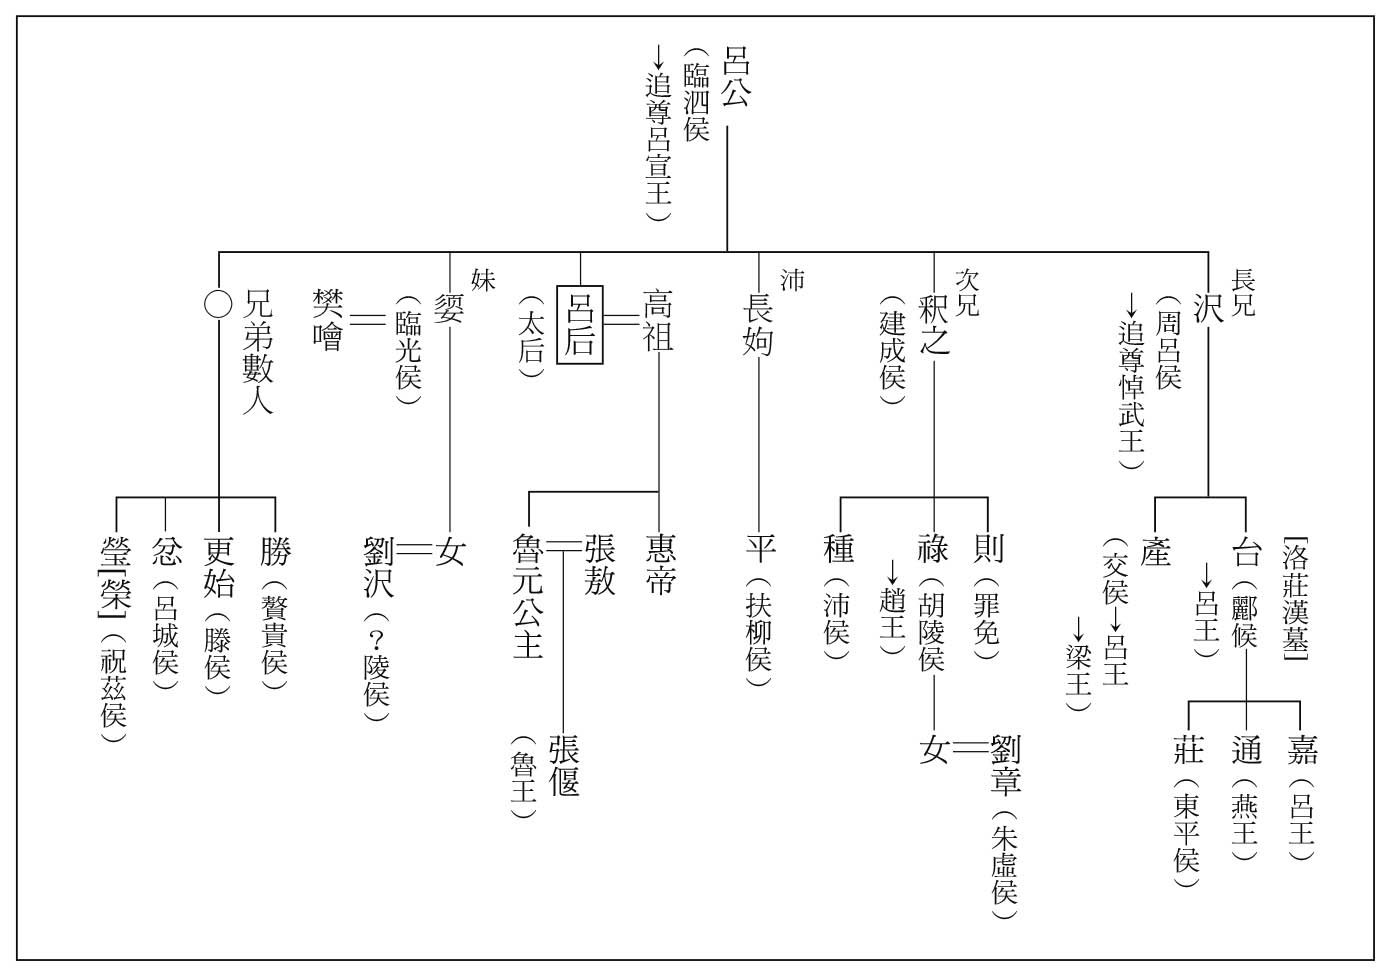 呂公
（臨泗侯
→追尊呂宣王）
長兄
沢
（周呂侯
→追尊悼武王）
次兄
釈之
（建成侯）
沛
長姁
高祖
呂后
（太后）
妹
嬃
（臨光侯）
樊噲
兄弟數人
○
[洛莊漢墓]
台（酈候
→呂王）
産
（交侯→呂王
→梁王）
則（罪免）
祿（胡陵侯
→趙王）
種（沛侯）
平（扶柳侯）
惠帝
張敖
魯元公主
女
劉沢（？陵侯）
勝（贅貴侯）
更始（滕侯）
忿（呂城侯）
瑩[榮]（祝茲侯）
嘉（呂王）
通（燕王）
莊（東平侯）
劉章（朱虛侯）
女
張偃
（魯王）